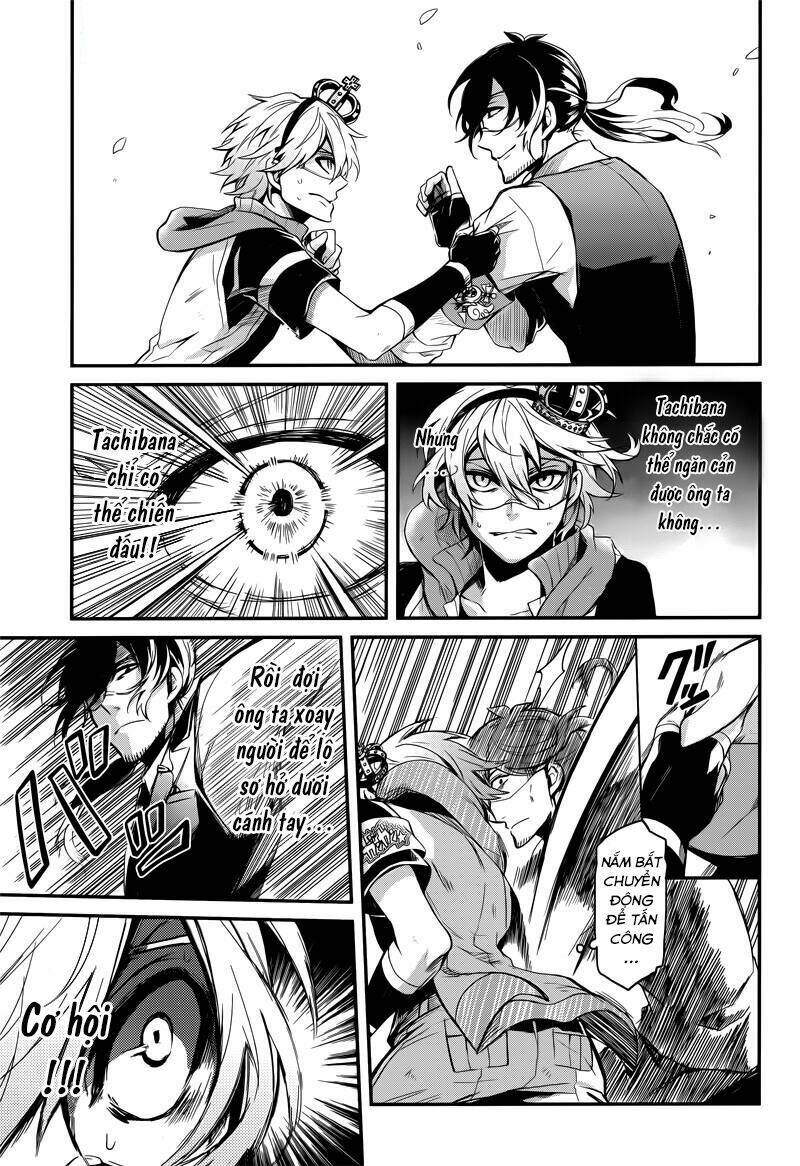 Tachibana
không chắc có
thể ngăn cản
được ông ta
không...
Nhưng
...
Tachibana
chỉ có
thể chiến
đấu!!
グッ
NẮM BẮT
CHUYỂN
ĐỘNG
ĐỂ TẤN
CÔNG
...
Rồi đợi
ông ta xoay
người để lộ
sơ hở dưới
cánh tay...
Cơ hội
!!!